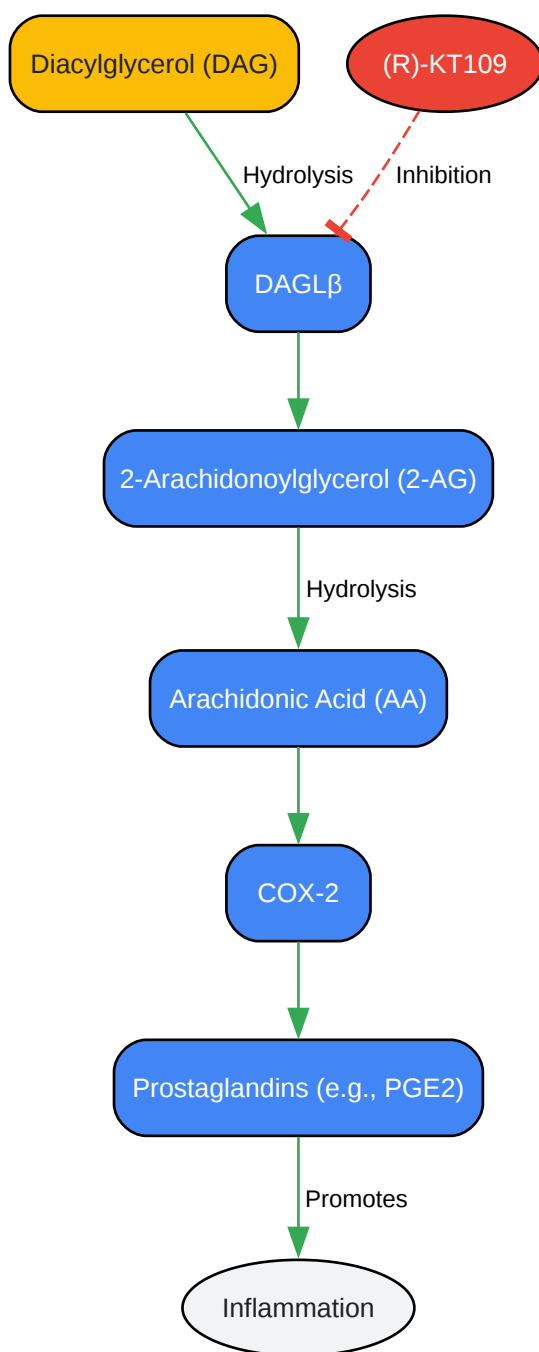 Diacylglycerol (DAG)
(R)-KT109
Hydrolysis
Inhibition
DAGLβ
2-Arachidonoylglycerol (2-AG)
Hydrolysis
Arachidonic Acid (AA)
COX-2
Prostaglandins (e.g., PGE2)
Promotes
Inflammation